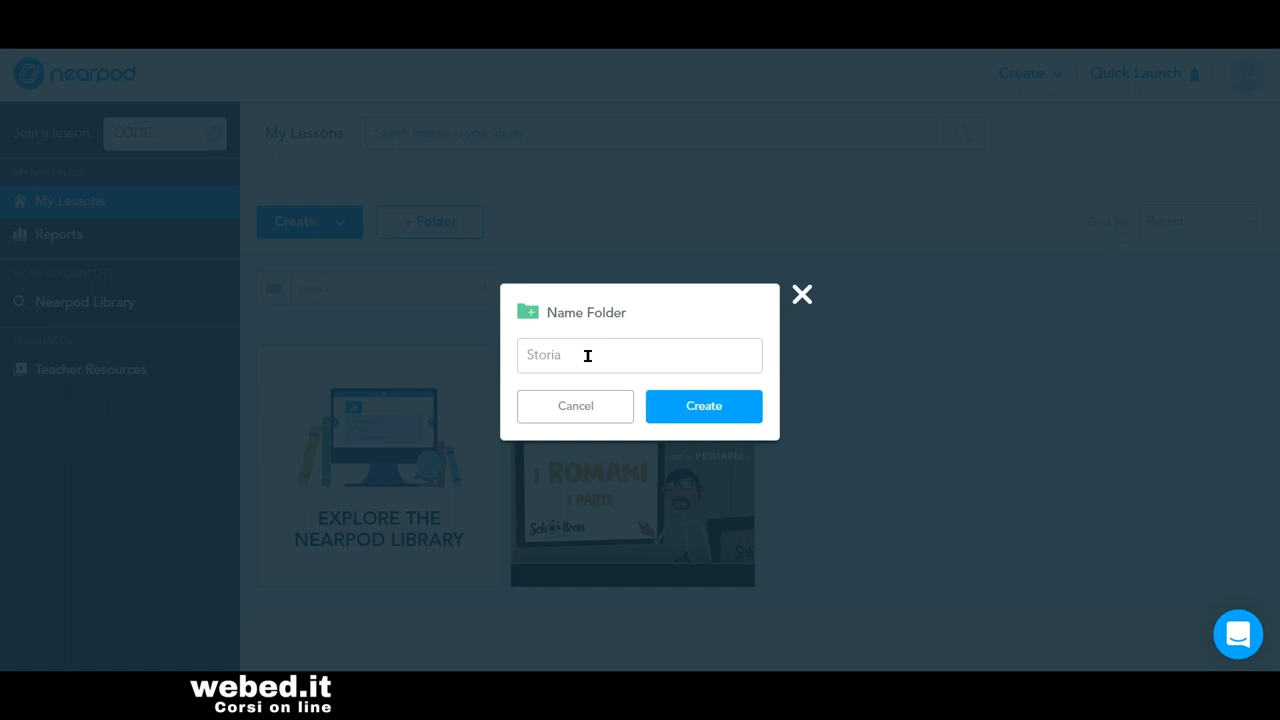 nearpod
Create
Quick Launch
Join a lesson
CODE...
My Lessons
Search lessons in your library
MY MATERIALS
My Lessons
Create
+ Folder
Sort by
Recent
Reports
NEARPOD CONTENT
Nearpod Library
Name Folder
RESOURCES
Storia
Teacher Resources
Cancel
Create
PER LA PRIMARIA
I ROMANI
I PARTE
EXPLORE THE
NEARPOD LIBRARY
Schooltoon
webed.it
Corsi on line